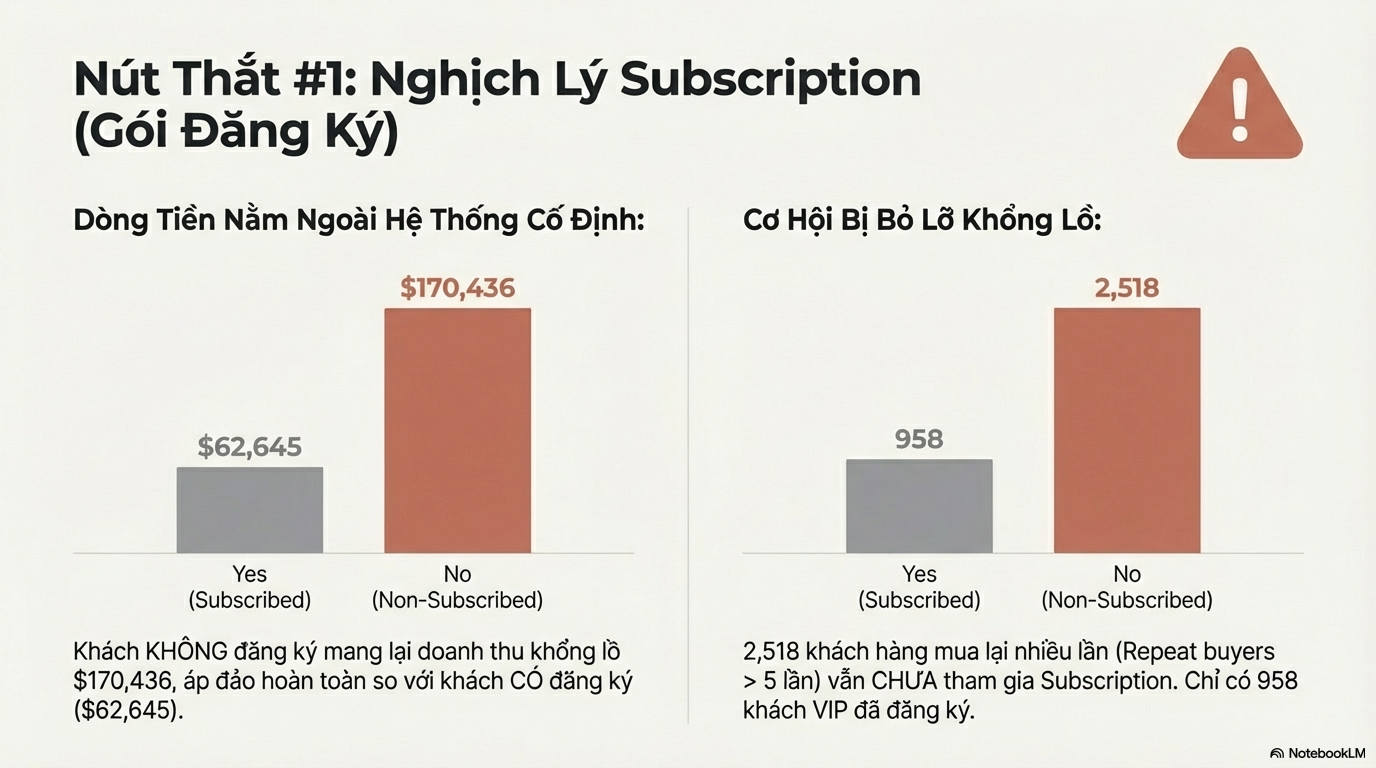 Nút Thắt #1: Nghịch Lý Subscription
(Gói Đăng Ký)
Dòng Tiền Nằm Ngoài Hệ Thống Cố Định:
$62,645
$170,436
Yes
(Subscribed)
No
(Non-Subscribed)
Khách KHÔNG đăng ký mang lại doanh thu khổng lồ
$170,436, áp đảo hoàn toàn so với khách CÓ đăng ký
($62,645).
Cơ Hội Bị Bỏ Lỡ Khổng Lồ:
958
2,518
Yes
(Subscribed)
No
(Non-Subscribed)
2,518 khách hàng mua lại nhiều lần (Repeat buyers
> 5 lần) vẫn CHƯA tham gia Subscription. Chỉ có 958
khách VIP đã đăng ký.
NotebookLM